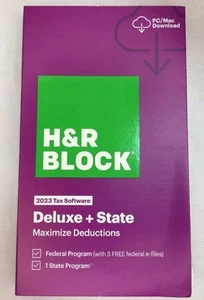 PC/Mac
Download
H&R
BLOCK
2023 Tax Software
Deluxe + State
Maximize Deductions
Federal Program (with 5 FREE federal e-files)
1 State Program